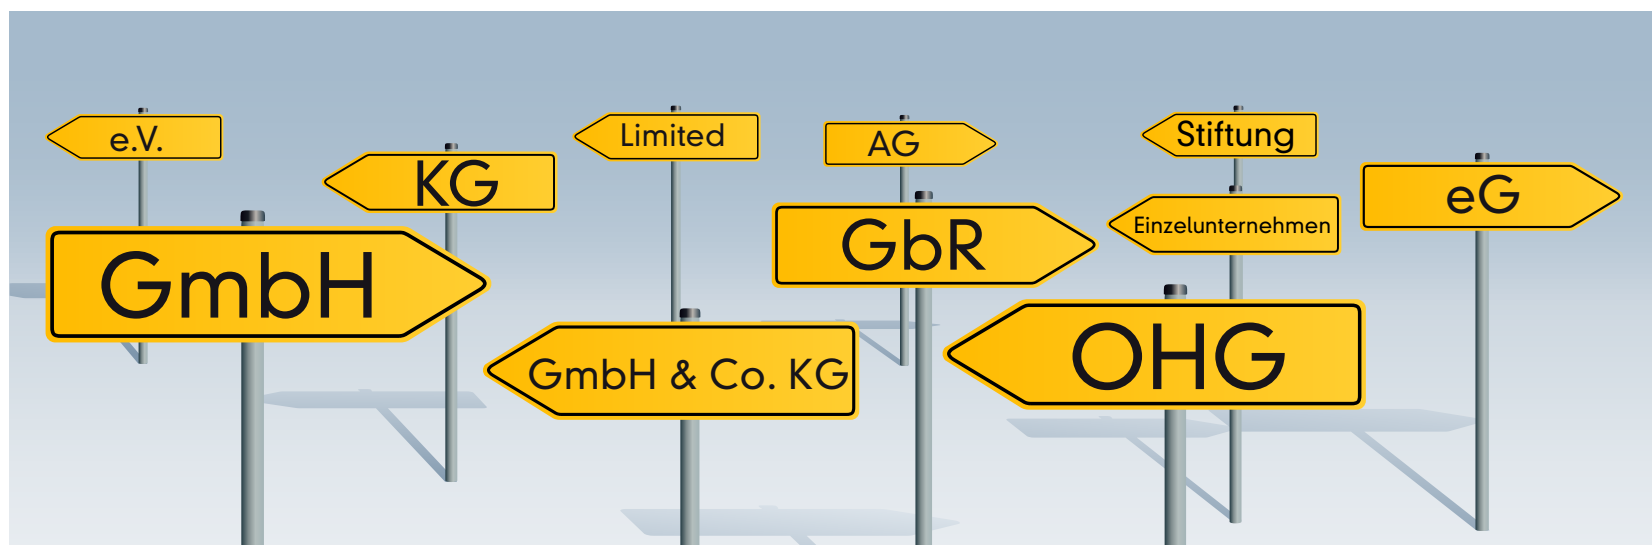 e.V.
KG
GmbH
Limited
GmbH & Co. KG
AG
GbR
Stiftung
Einzelunternehmen
OHG
eG